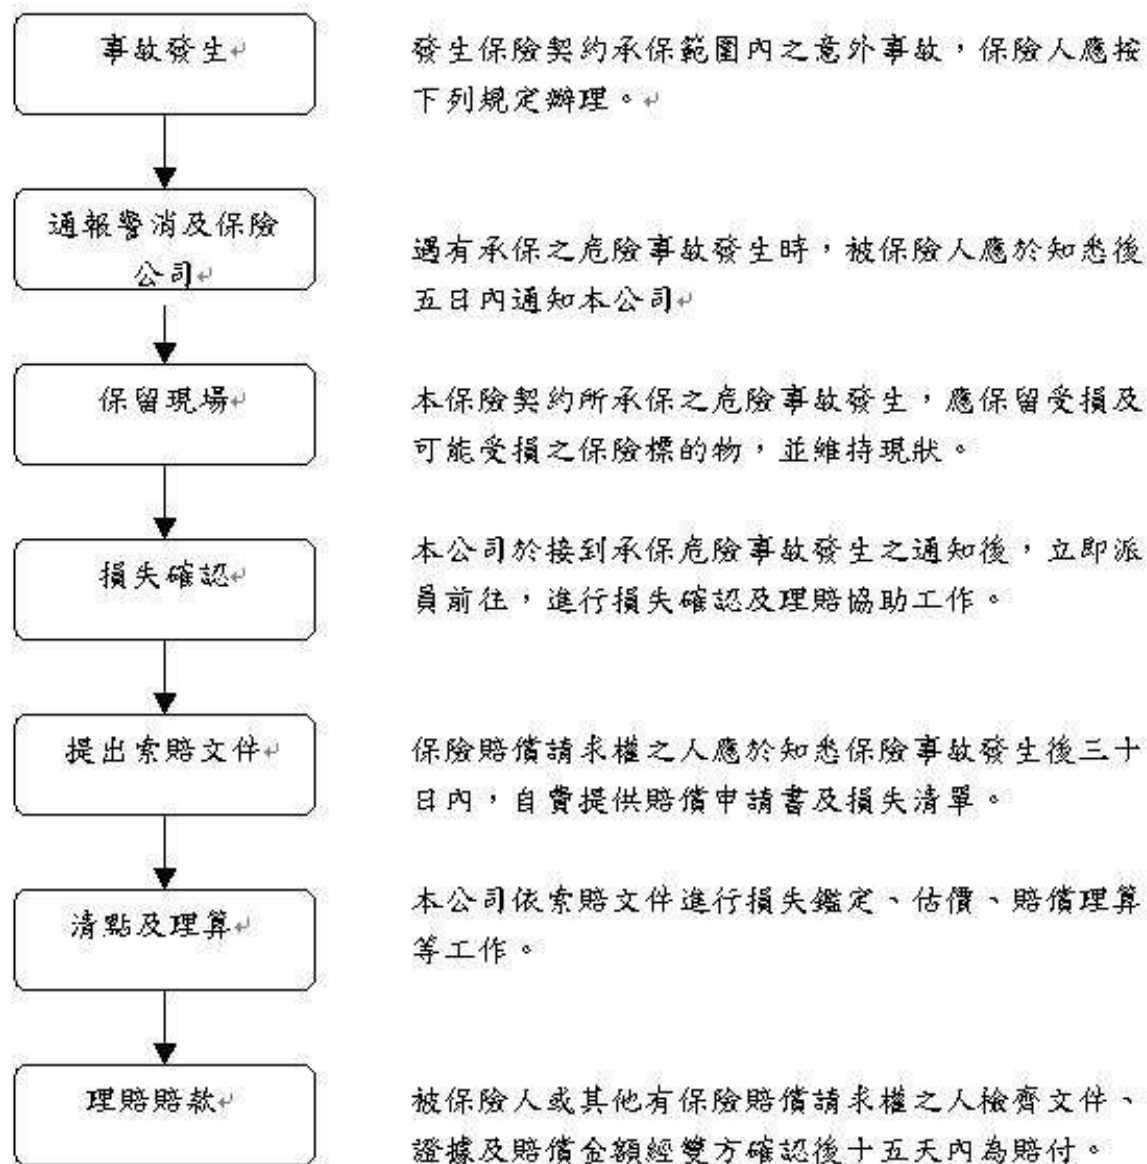 事故發生
發生保險契約承保範圍內之意外事故，保險人應按
下列規定辦理。
通報警消及保險
公司
遇有承保之危險事故發生時，被保險人應於知悉後
五日內通知本公司
保留現場
本保險契約所承保之危險事故發生，應保留受損及
可能受損之保險標的物，並維持現狀。
損失確認
本公司於接到承保危險事故發生之通知後，立即派
員前往，進行損失確認及理賠協助工作。
提出索賠文件
保險賠償請求權之人應於知悉保險事故發生後三十
日內，自費提供賠償申請書及損失清單。
清點及理算
本公司依索賠文件進行損失鑑定、估價、賠償理算
等工作。
理賠賠款
被保險人或其他有保險賠償請求權之人檢齊文件、
證據及賠償金額經雙方確認後十五天內為賠付。